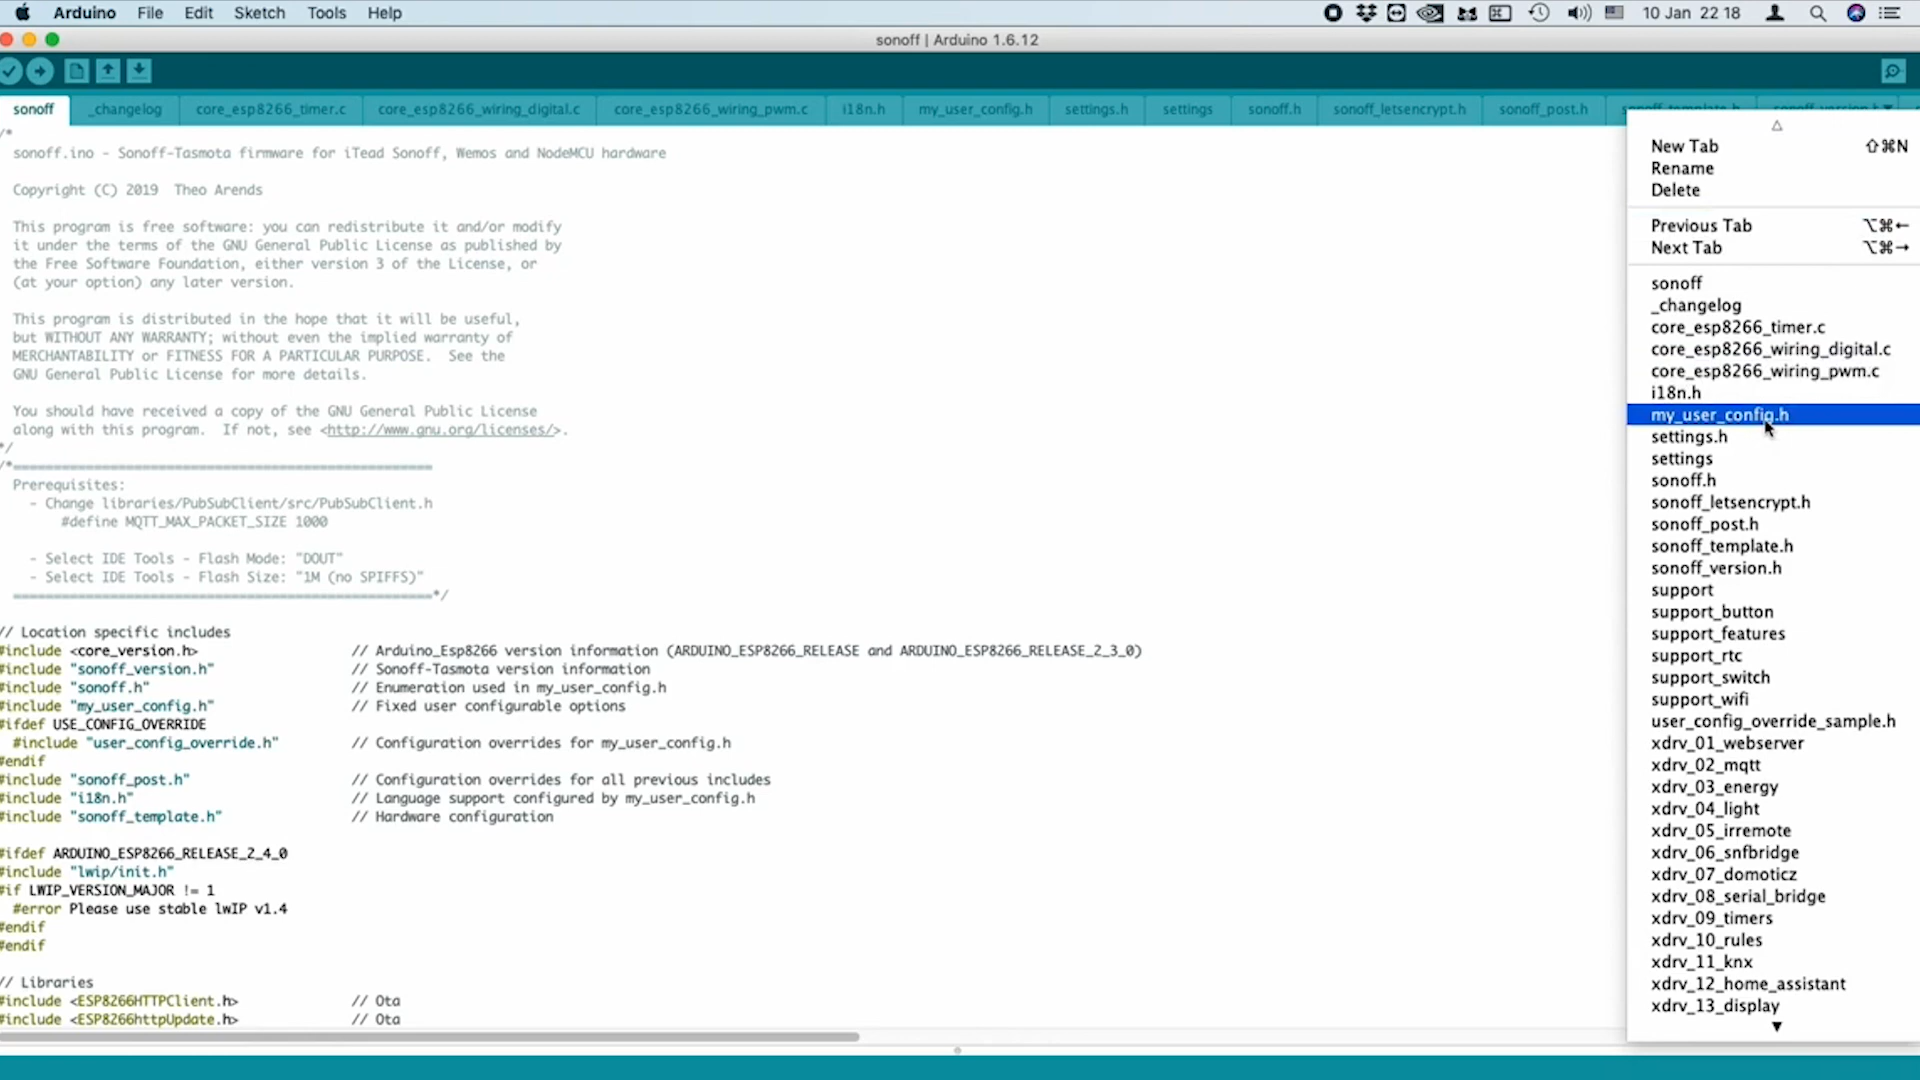 Arduino File Edit Sketch Tools Help
10 Jan 22 18
sonoff | Arduino 1.6.12
sonoff _changelog core_esp8266_timer.c core_esp8266_wiring_digital.c core_esp8266_wiring_pwm.c i18n.h my_user_config.h settings.h settings sonoff.h sonoff_letsencrypt.h sonoff_post.h
/*
sonoff.ino - Sonoff-Tasmota firmware for iTead Sonoff, Wemos and NodeMCU hardware
Copyright (C) 2019  Theo Arends
This program is free software: you can redistribute it and/or modify
it under the terms of the GNU General Public License as published by
the Free Software Foundation, either version 3 of the License, or
(at your option) any later version.
This program is distributed in the hope that it will be useful,
but WITHOUT ANY WARRANTY; without even the implied warranty of
MERCHANTABILITY or FITNESS FOR A PARTICULAR PURPOSE.  See the
GNU General Public License for more details.
You should have received a copy of the GNU General Public License
along with this program.  If not, see <http://www.gnu.org/licenses/>.
*/
/*====================================================
Prerequisites:
- Change libraries/PubSubClient/src/PubSubClient.h
#define MQTT_MAX_PACKET_SIZE 1000
- Select IDE Tools - Flash Mode: "DOUT"
- Select IDE Tools - Flash Size: "1M (no SPIFFS)"
====================================================*/
// Location specific includes
#include <core_version.h> // Arduino_Esp8266 version information (ARDUINO_ESP8266_RELEASE and ARDUINO_ESP8266_RELEASE_2_3_0)
#include "sonoff_version.h" // Sonoff-Tasmota version information
#include "sonoff.h" // Enumeration used in my_user_config.h
#include "my_user_config.h" // Fixed user configurable options
#ifdef USE_CONFIG_OVERRIDE
#include "user_config_override.h" // Configuration overrides for my_user_config.h
#endif
#include "sonoff_post.h" // Configuration overrides for all previous includes
#include "i18n.h" // Language support configured by my_user_config.h
#include "sonoff_template.h" // Hardware configuration
#ifdef ARDUINO_ESP8266_RELEASE_2_4_0
#include "lwip/init.h"
#if LWIP_VERSION_MAJOR != 1
#error Please use stable lwIP v1.4
#endif
#endif
// Libraries
#include <ESP8266HTTPClient.h> // Ota
#include <ESP8266httpUpdate.h> // Ota
New Tab ⇧⌘N
Rename
Delete
Previous Tab ⌥⌘←
Next Tab ⌥⌘→
sonoff
_changelog
core_esp8266_timer.c
core_esp8266_wiring_digital.c
core_esp8266_wiring_pwm.c
i18n.h
my_user_config.h
settings.h
settings
sonoff.h
sonoff_letsencrypt.h
sonoff_post.h
sonoff_template.h
sonoff_version.h
support
support_button
support_features
support_rtc
support_switch
support_wifi
user_config_override_sample.h
xdrv_01_webserver
xdrv_02_mqtt
xdrv_03_energy
xdrv_04_light
xdrv_05_irremote
xdrv_06_snfbridge
xdrv_07_domoticz
xdrv_08_serial_bridge
xdrv_09_timers
xdrv_10_rules
xdrv_11_knx
xdrv_12_home_assistant
xdrv_13_display